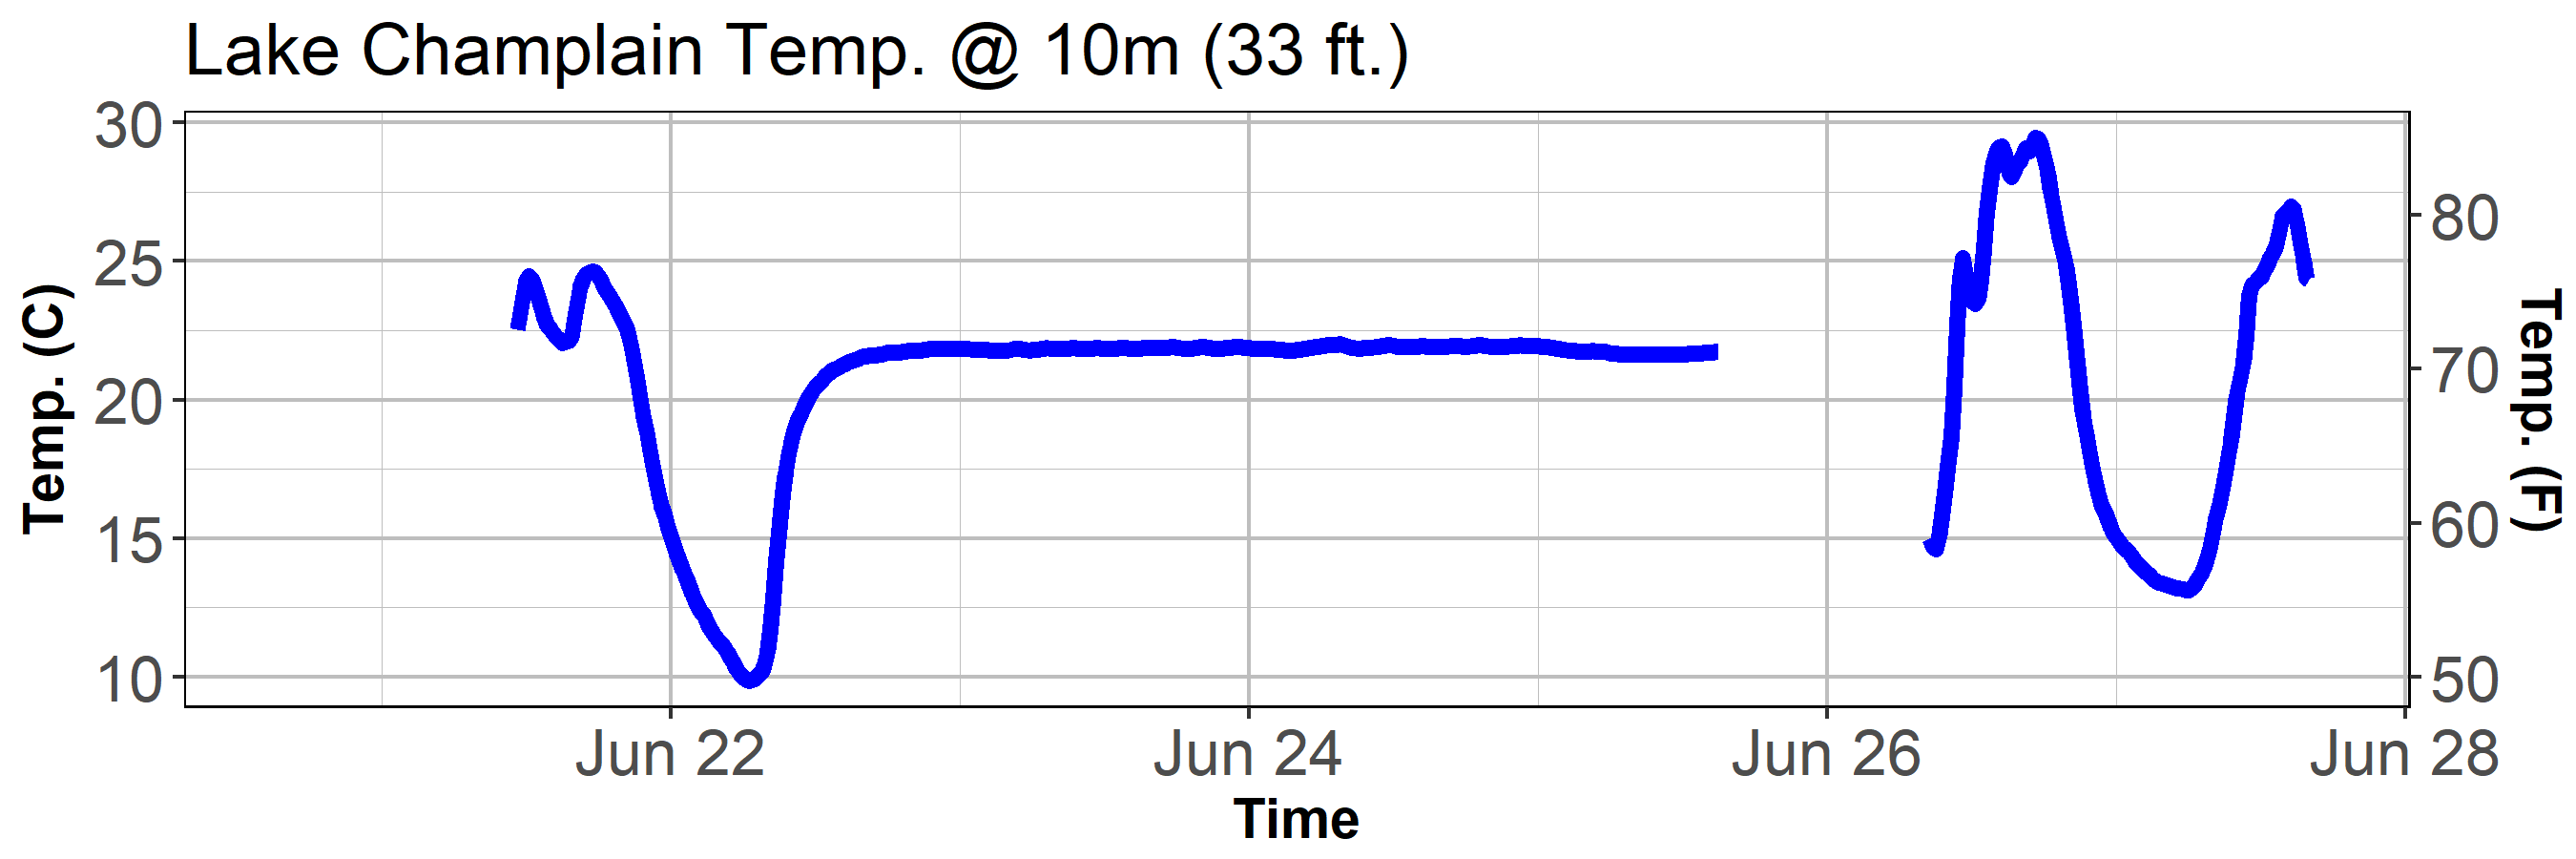 Lake Champlain Temp. @ 10m (33 ft.)
30
25
20
15
10
Temp. (C)
80
70
60
50
Temp. (F)
Jun 22
Jun 24
Jun 26
Jun 28
Time